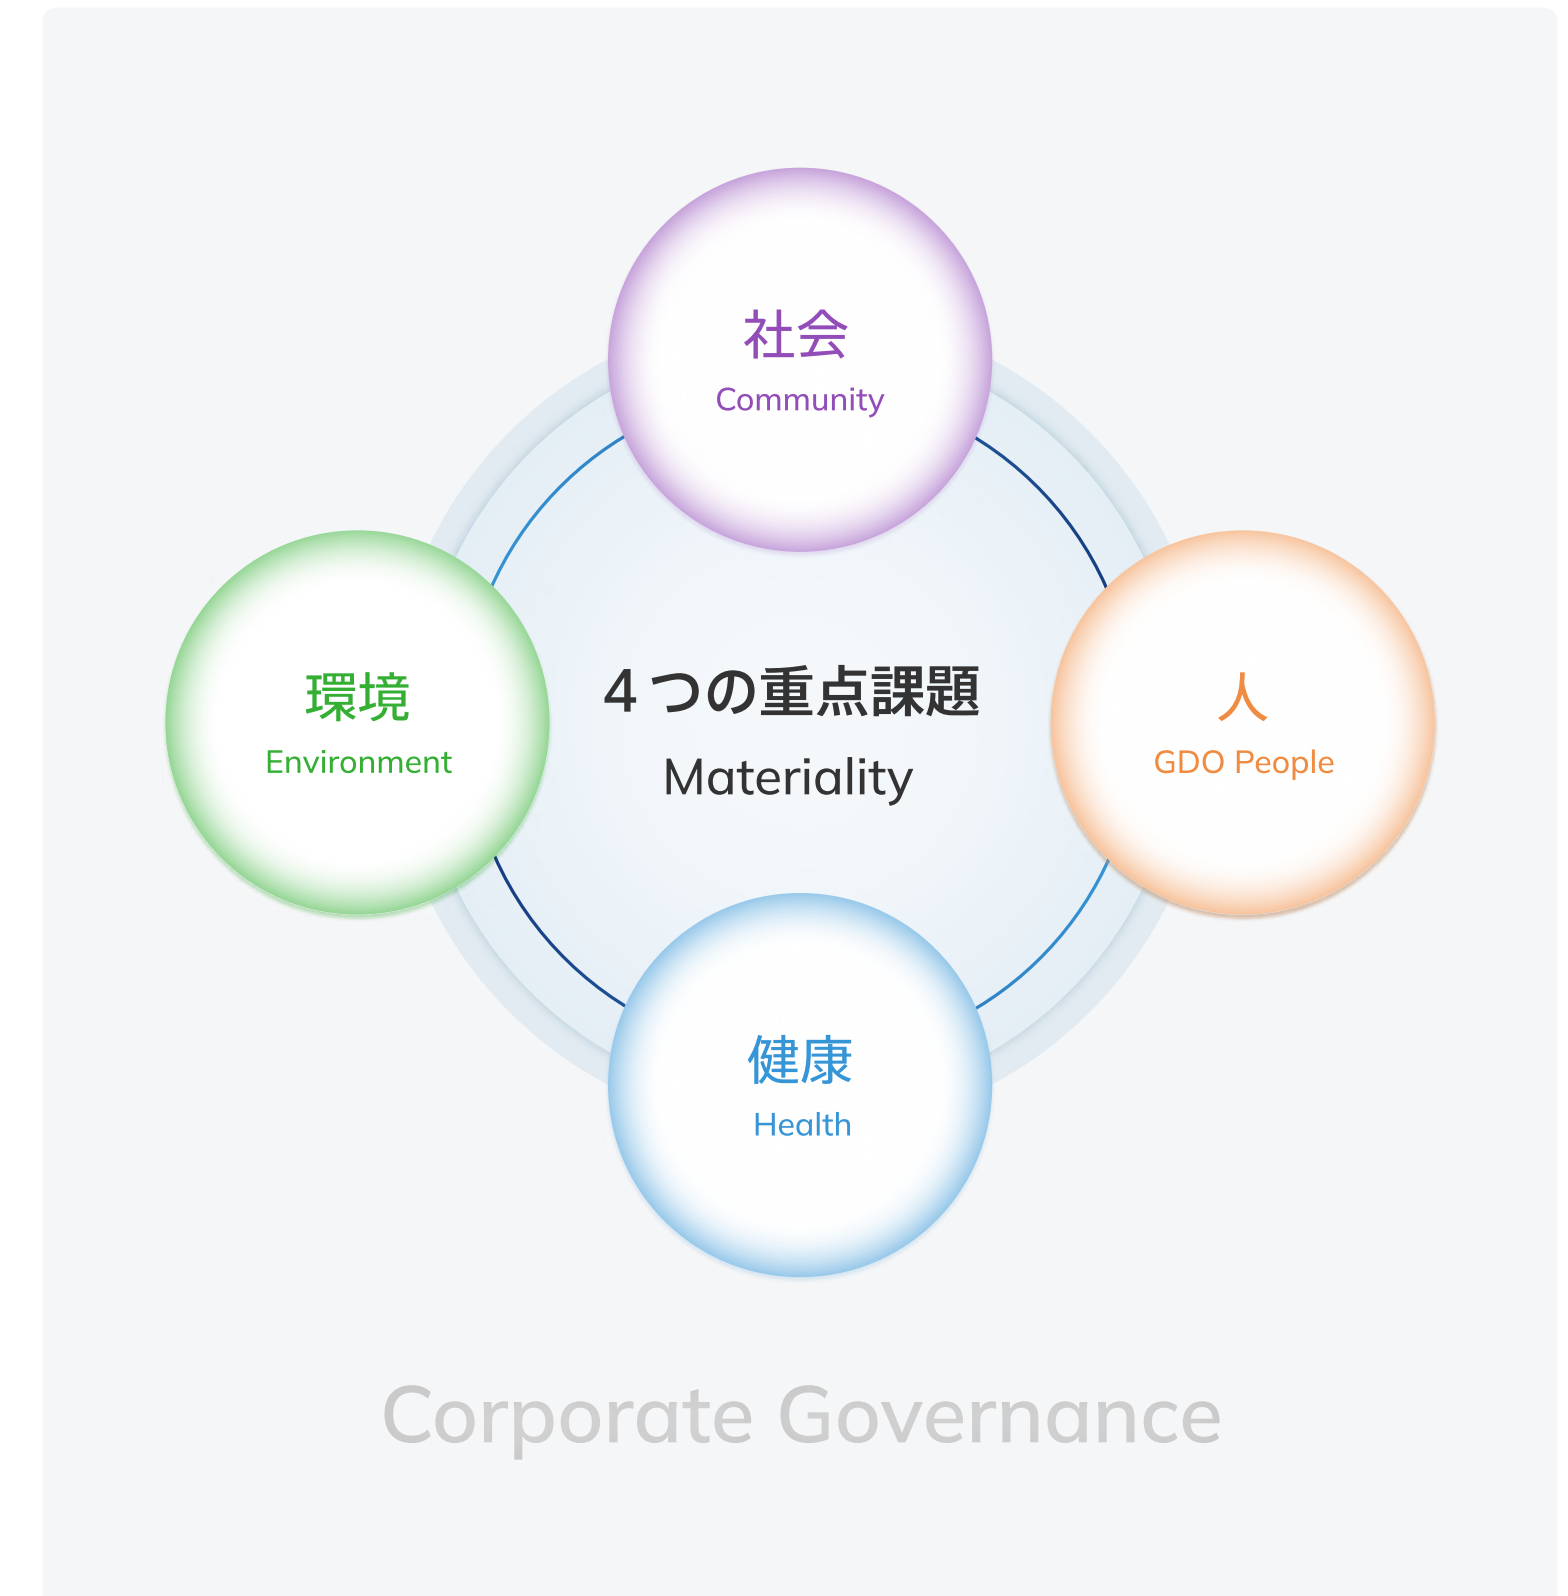 社会
Community
環境
Environment
４つの重点課題
Materiality
人
GDO People
健康
Health
Corporate Governance